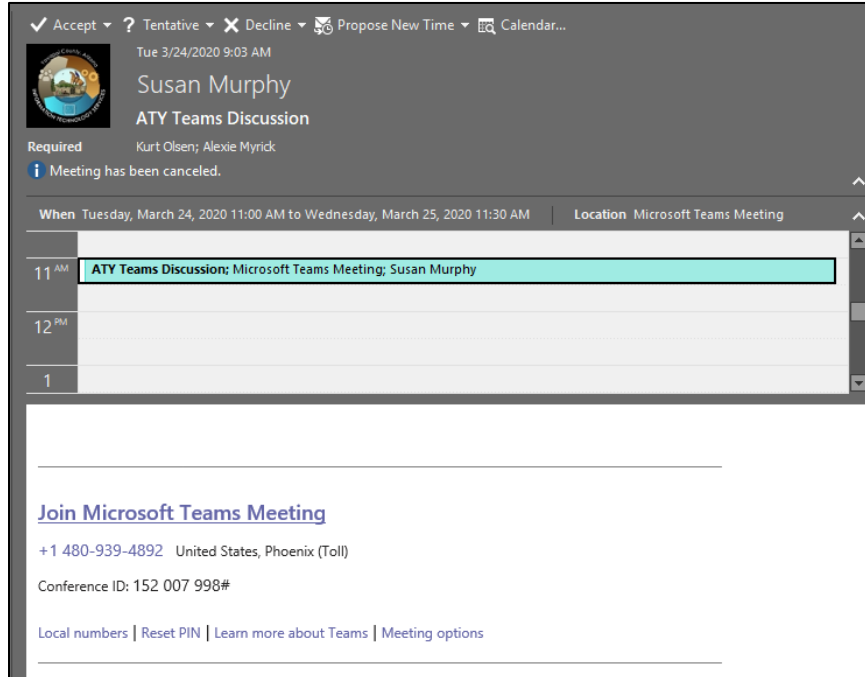 Accept ? Tentative Decline Propose New Time Calendar...
Tue 3/24/2020 9:03 AM
Susan Murphy
ATY Teams Discussion
Required Kurt Olsen; Alexie Myrick
i Meeting has been canceled.
When Tuesday, March 24, 2020 11:00 AM to Wednesday, March 25, 2020 11:30 AM Location Microsoft Teams Meeting
11 AM ATY Teams Discussion; Microsoft Teams Meeting; Susan Murphy
12 PM
1
Join Microsoft Teams Meeting
+1 480-939-4892 United States, Phoenix (Toll)
Conference ID: 152 007 998#
Local numbers | Reset PIN | Learn more about Teams | Meeting options